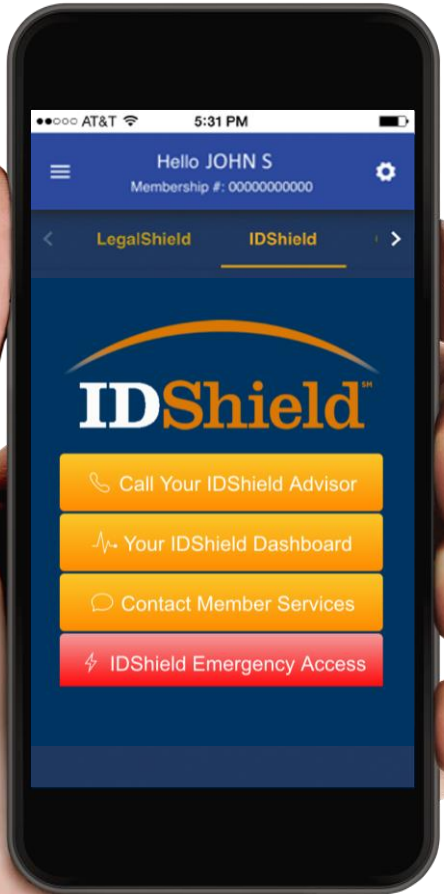 AT&T 5:31 PM
Hello JOHN S
Membership #: 00000000000
LegalShield IDShield
IDShield SM
Call Your IDShield Advisor
Your IDShield Dashboard
Contact Member Services
IDShield Emergency Access